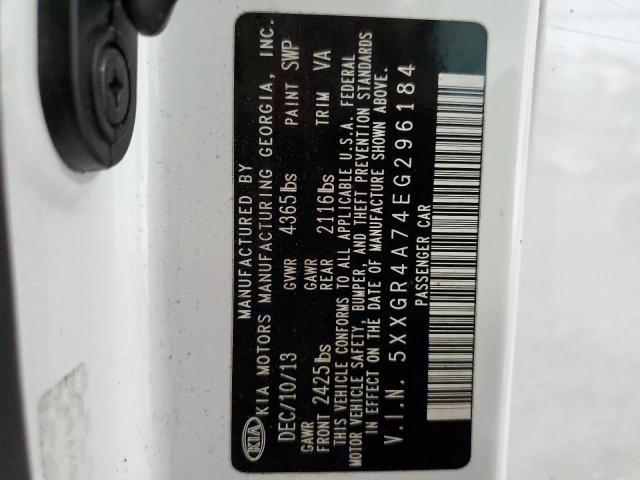 MANUFACTURED BY
KIA KIA MOTORS MANUFACTURING GEORGIA, INC.
DEC/10/13 GVWR 4365lbs PAINT SWP
GAWR FRONT 2425lbs GAWR REAR 2116lbs TRIM VA
THIS VEHICLE CONFORMS TO ALL APPLICABLE U.S.A. FEDERAL
MOTOR VEHICLE SAFETY, BUMPER, AND THEFT PREVENTION STANDARDS
IN EFFECT ON THE DATE OF MANUFACTURE SHOWN ABOVE.
V.I.N. 5XXGR4A74EG296184
PASSENGER CAR